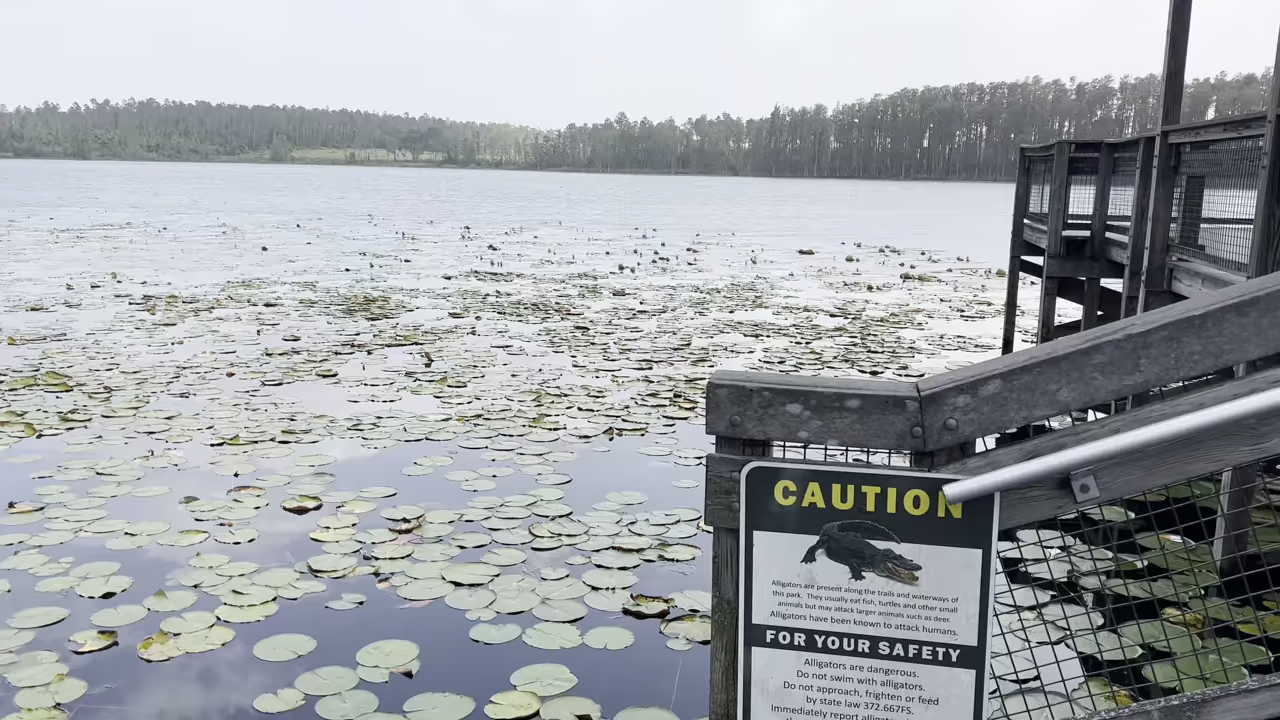 CAUTION
Alligators are present along the trails and waterways of
this park. They usually eat fish, turtles and other small
animals but may attack larger animals such as deer.
Alligators have been known to attack humans.
FOR YOUR SAFETY
Alligators are dangerous.
Do not swim with alligators.
Do not approach, frighten or feed
by state law 372.667FS.
Immediately report